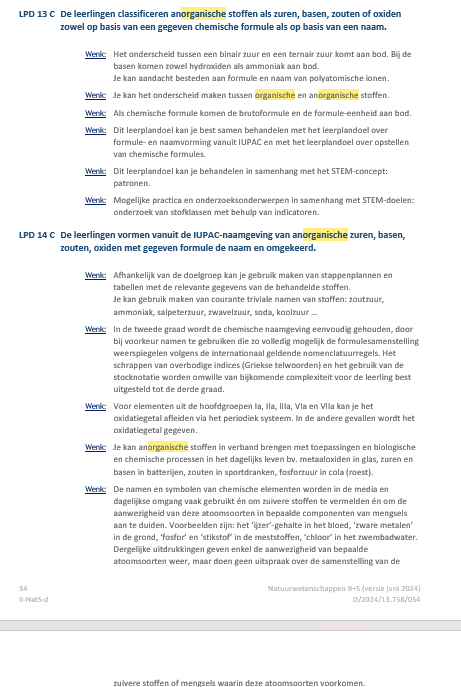 LPD 13 C De leerlingen classificeren anorganische stoffen als zuren, basen, zouten of oxiden
zowel op basis van een gegeven chemische formule als op basis van een naam.
Wenk: Het onderscheid tussen een binair zuur en een ternair zuur komt aan bod. Bij de
basen komen zowel hydroxiden als ammoniak aan bod.
Je kan aandacht besteden aan formule en naam van polyatomische ionen.
Wenk: Je kan het onderscheid maken tussen organische en anorganische stoffen.
Wenk: Als chemische formule komen de brutoformule en de formule-eenheid aan bod.
Wenk: Dit leerplandoel kan je best samen behandelen met het leerplandoel over
formule- en naamvorming vanuit IUPAC en met het leerplandoel over opstellen
van chemische formules.
Wenk: Dit leerplandoel kan je behandelen in samenhang met het STEM-concept:
patronen.
Wenk: Mogelijke practica en onderzoeksonderwerpen in samenhang met STEM-doelen:
onderzoek van stofklassen met behulp van indicatoren.
LPD 14 C De leerlingen vormen vanuit de IUPAC-naamgeving van anorganische zuren, basen,
zouten, oxiden met gegeven formule de naam en omgekeerd.
Wenk: Afhankelijk van de doelgroep kan je gebruik maken van stappenplannen en
tabellen met de relevante gegevens van de behandelde stoffen.
Je kan gebruik maken van courante triviale namen van stoffen: zoutzuur,
ammoniak, salpeterzuur, zwavelzuur, soda, koolzuur ...
Wenk: In de tweede graad wordt de chemische naamgeving eenvoudig gehouden, door
bij voorkeur namen te gebruiken die zo volledig mogelijk de formulesamenstelling
weerspiegelen volgens de internationaal geldende nomenclatuurregels. Het
schrappen van overbodige indices (Griekse telwoorden) en het gebruik van de
stocknotatie worden omwille van bijkomende complexiteit voor de leerling best
uitgesteld tot de derde graad.
Wenk: Voor elementen uit de hoofdgroepen Ia, IIa, IIIa, VIa en VIIa kan je het
oxidatiegetal afleiden via het periodiek systeem. In de andere gevallen wordt het
oxidatiegetal gegeven.
Wenk: Je kan anorganische stoffen in verband brengen met toepassingen en biologische
en chemische processen in het dagelijks leven bv. metaaloxiden in glas, zuren en
basen in batterijen, zouten in sportdranken, fosforzuur in cola (roest).
Wenk: De namen en symbolen van chemische elementen worden in de media en
dagelijkse omgang vaak gebruikt én om zuivere stoffen te vermelden én om de
aanwezigheid van deze atoomsoorten in bepaalde componenten van mengsels
aan te duiden. Voorbeelden zijn: het 'ijzer'-gehalte in het bloed, 'zware metalen'
in de grond, 'fosfor' en 'stikstof' in de meststoffen, 'chloor' in het zwembadwater.
Dergelijke uitdrukkingen geven enkel de aanwezigheid van bepaalde
atoomsoorten weer, maar doen geen uitspraak over de samenstelling van de
34 Natuurwetenschappen B+S (versie juni 2024)
II-NatS-d D/2024/13.758/054
zuivere stoffen of mengsels waarin deze atoomsoorten voorkomen.